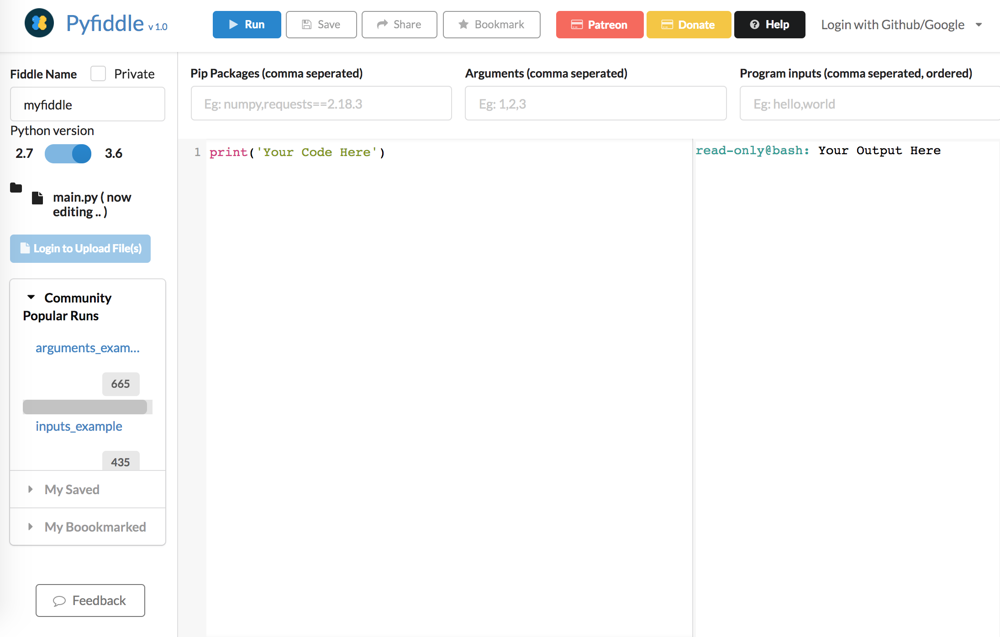 Pyfiddle v 1.0
Run
Save
Share
Bookmark
Patreon
Donate
Help
Login with Github/Google
Fiddle Name
Private
myfiddle
Python version
2.7
3.6
main.py ( now
editing .. )
Login to Upload File(s)
Community
Popular Runs
arguments_exam...
665
inputs_example
435
My Saved
My Boookmarked
Feedback
Pip Packages (comma seperated)
Eg: numpy,requests==2.18.3
Arguments (comma seperated)
Eg: 1,2,3
Program inputs (comma seperated, ordered)
Eg: hello,world
1 print('Your Code Here')
read-only@bash: Your Output Here